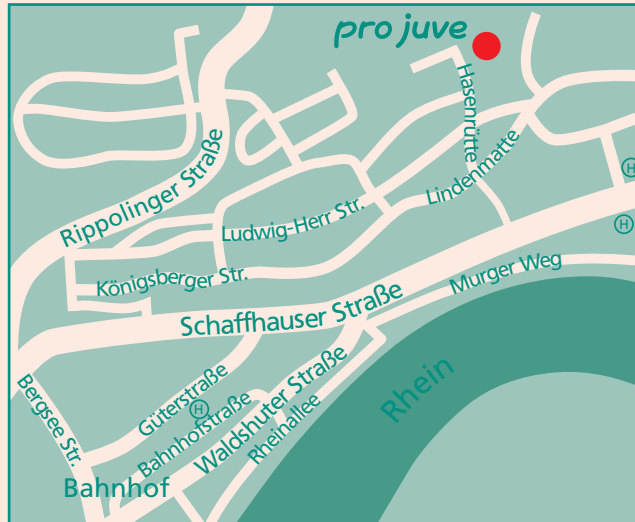 pro juve
Hasenrütte
Rippolinger Straße
Lindenmatte
Ludwig-Herr Str.
H
H
Königsberger Str.
Murger Weg
Schaffhauser Straße
Rhein
Bergsee Str.
Güterstraße
H
Bahnhofstraße
Waldshuter Straße
Rheinallee
Bahnhof